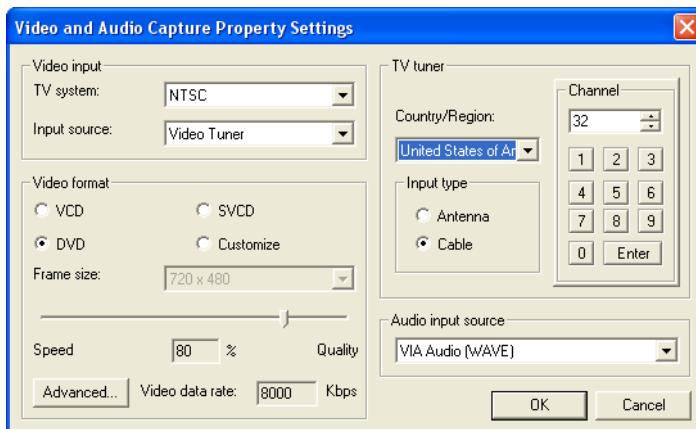 Video and Audio Capture Property Settings
Video input
TV system:
NTSC
Input source:
Video Tuner
Video format
VCD
SVCD
DVD
Customize
Frame size:
720 x 480
Speed
80
%
Quality
Advanced...
Video data rate:
8000
Kbps
TV tuner
Country/Region:
United States of Ar
Input type
Antenna
Cable
Channel
32
1 2 3
4 5 6
7 8 9
0 Enter
Audio input source
VIA Audio (WAVE)
OK
Cancel